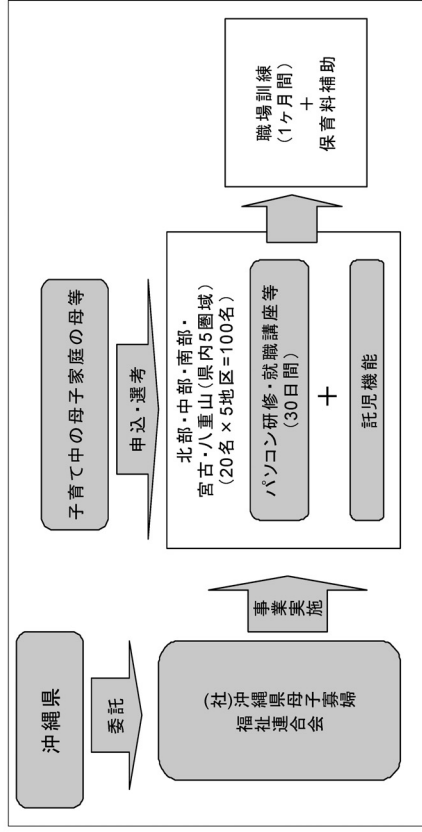 沖縄県
委託
(社)沖縄県母子寡婦
福祉連合会
事業実施
子育て中の母子家庭の母等
申込・選考
北部・中部・南部・
宮古・八重山(県内5圏域)
(20名×5地区=100名)
パソコン研修・就職講座等
(30日間)
+
託児機能
職場訓練
(1ヶ月間)
+
保育料補助